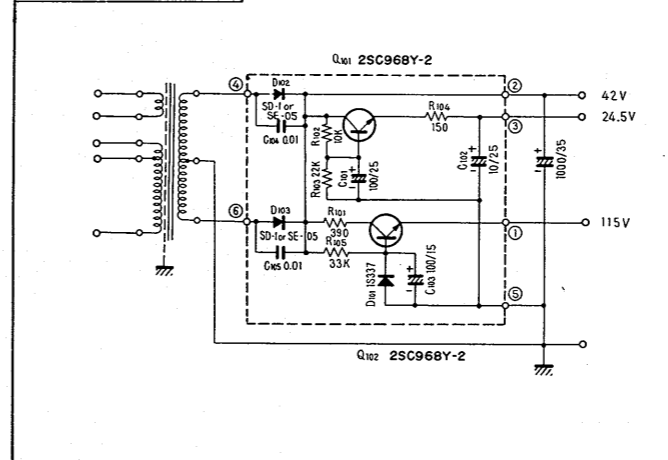 Q101 2SC968Y-2
④
D102
②
42V
SD-1 or
SE-05
R104
150
③
24.5V
C104 0.01
R102
10K
R103 22K
C101
100/25
C102
10/25
1000/35
+
-
+
-
+
-
⑥
D103
R101
390
115V
①
SD-1 or SE-05
R105
33K
C105 0.01
D101 1S337
C103 100/15
+
-
⑤
Q102 2SC968Y-2